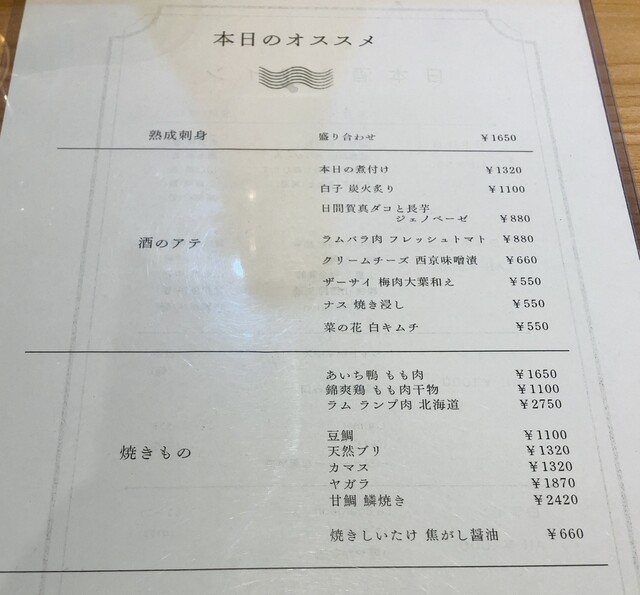 本日のオススメ
熟成刺身 盛り合わせ ¥1650
本日の煮付け ¥1320
白子 炭火炙り ¥1100
日間賀真ダコと長芋
ジェノベーゼ ¥880
酒のアテ ラムバラ肉 フレッシュトマト ¥880
クリームチーズ 西京味噌漬 ¥660
ザーサイ 梅肉大葉和え ¥550
ナス 焼き浸し ¥550
菜の花 白キムチ ¥550
あいち鴨 もも肉 ¥1650
錦爽鶏 もも肉干物 ¥1100
ラム ランプ肉 北海道 ¥2750
豆鯛 ¥1100
焼きもの 天然ブリ ¥1320
カマス ¥1320
ヤガラ ¥1870
甘鯛 鱗焼き ¥2420
焼きしいたけ 焦がし醤油 ¥660